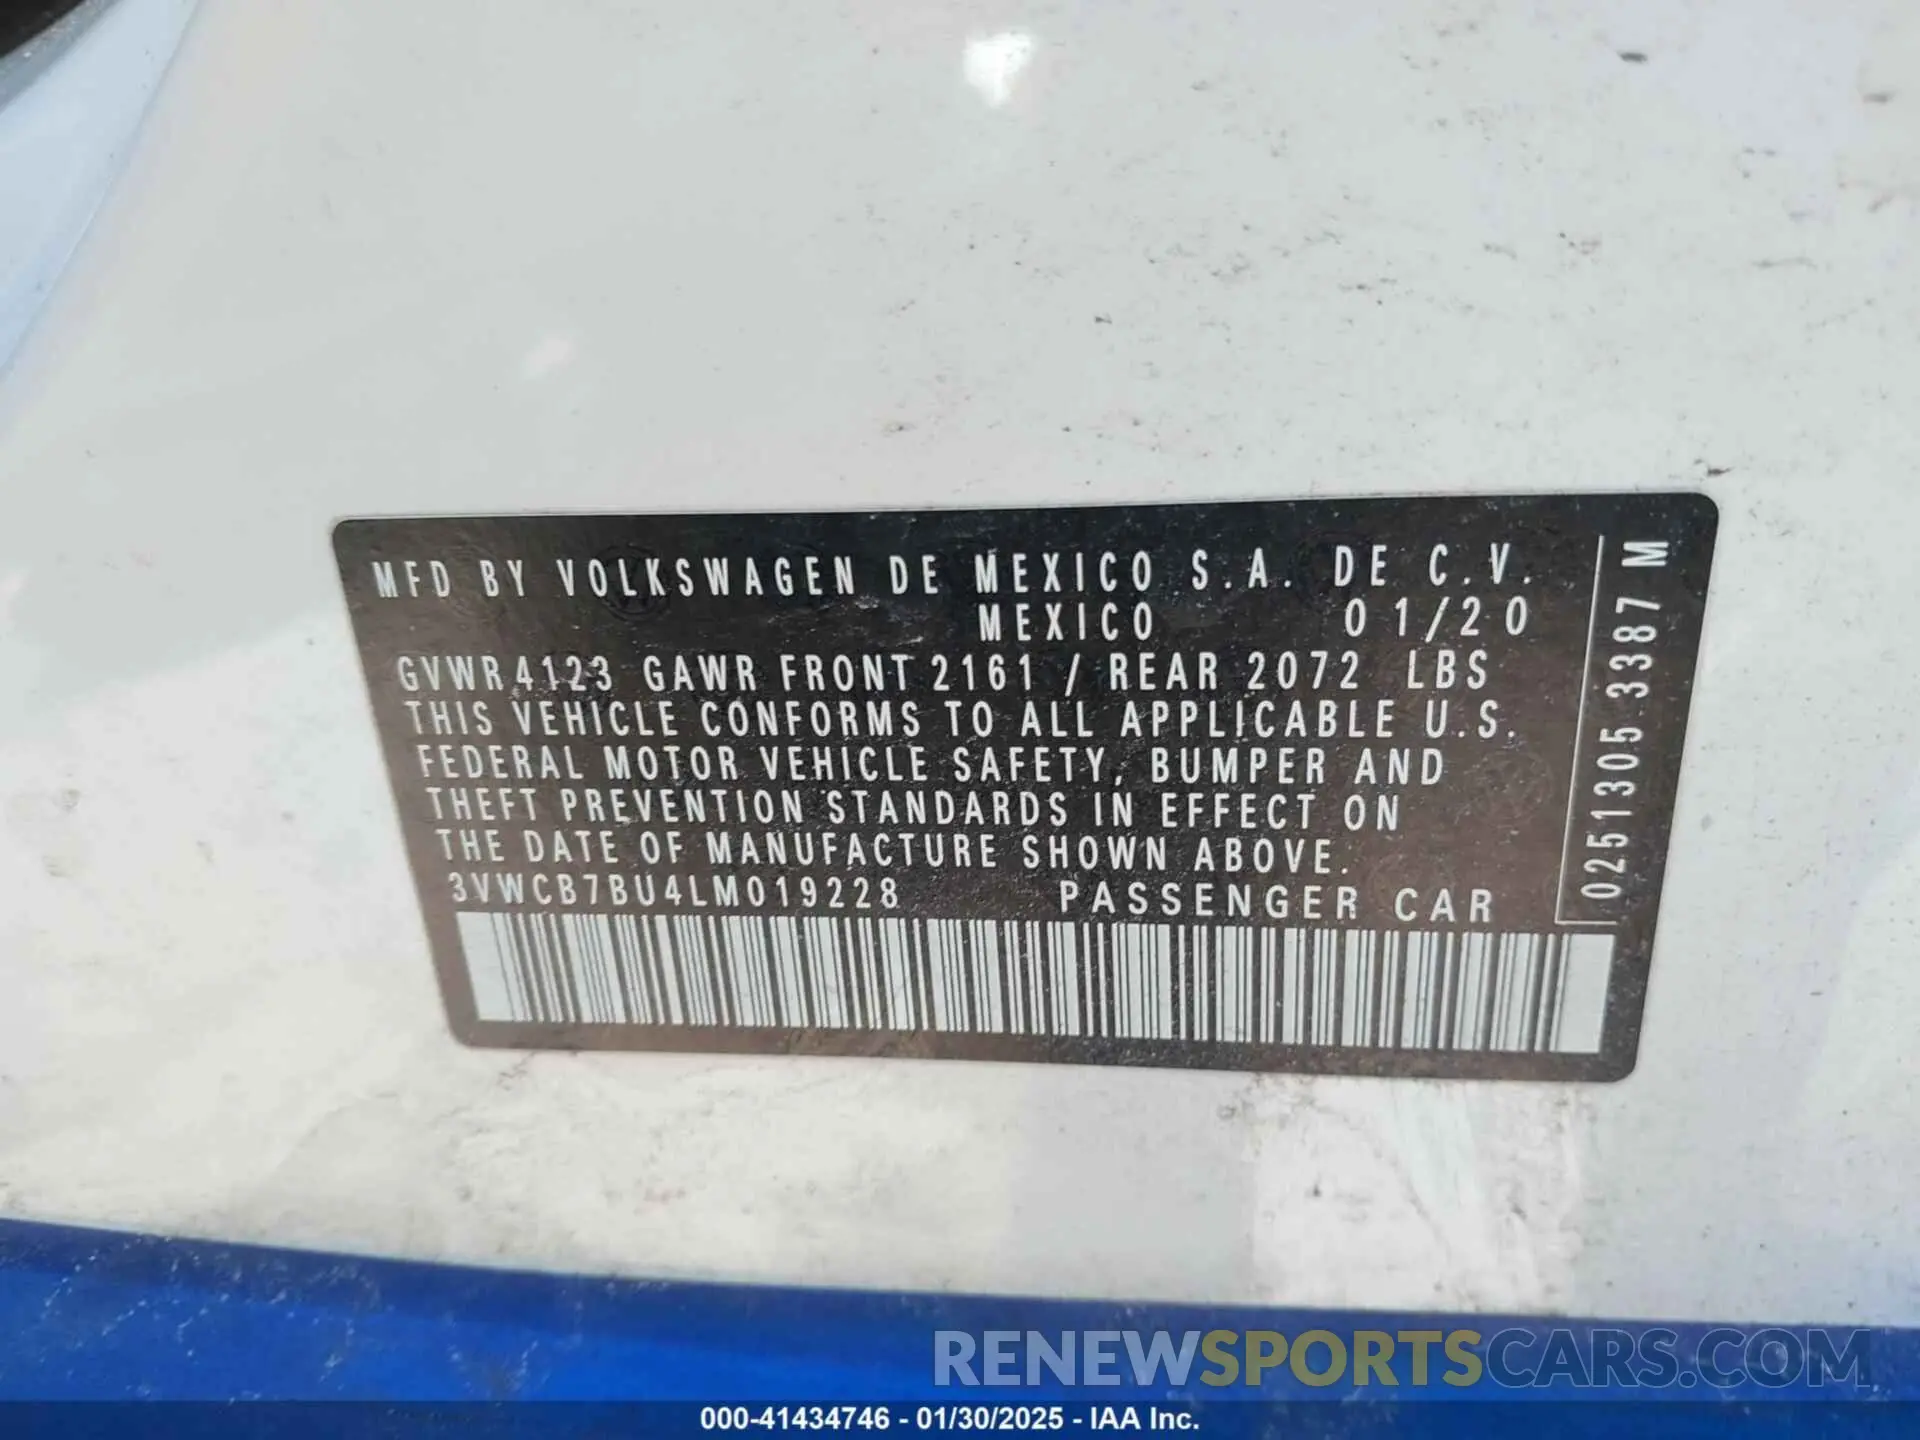 MFD BY VOLKSWAGEN DE MEXICO S.A. DE C.V.
MEXICO 01/20
GVWR 4123 GAWR FRONT 2161 / REAR 2072 LBS
THIS VEHICLE CONFORMS TO ALL APPLICABLE U.S.
FEDERAL MOTOR VEHICLE SAFETY, BUMPER AND
THEFT PREVENTION STANDARDS IN EFFECT ON
THE DATE OF MANUFACTURE SHOWN ABOVE.
3VWCB7BU4LM019228 PASSENGER CAR
0251305 3387 M
RENEWSPORTSCARS.COM
000-41434746 - 01/30/2025 - IAA Inc.